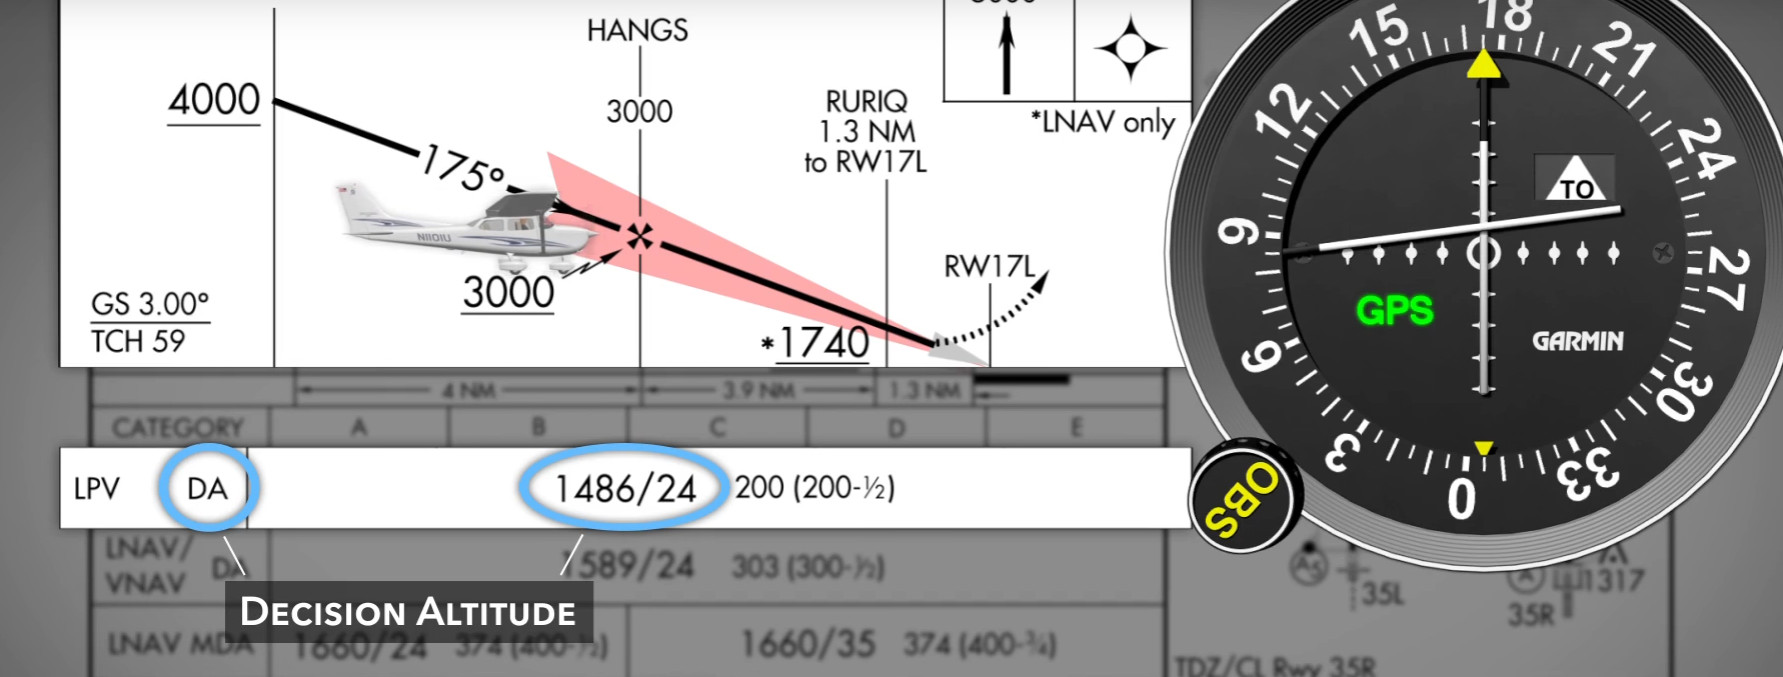 HANGS
4000
3000
175°
N1101U
3000
RURIQ
1.3 NM
to RW17L
*LNAV only
RW17L
*1740
GS 3.00°
TCH 59
4 NM
3.9 NM
1.3 NM
CATEGORY A B C D E
LPV DA 1486/24 200 (200-½)
LNAV/
VNAV DA 1589/24 303 (300-½)
DECISION ALTITUDE
LNAV MDA 1660/24 374 (400-½) 1660/35 374 (400-¾)
15 18 21
12 24
TO
9 27
GPS
GARMIN
6 30
3 0 33
OBS
A5
35L
A
1317
35R
TDZ/CL Rwy 35R